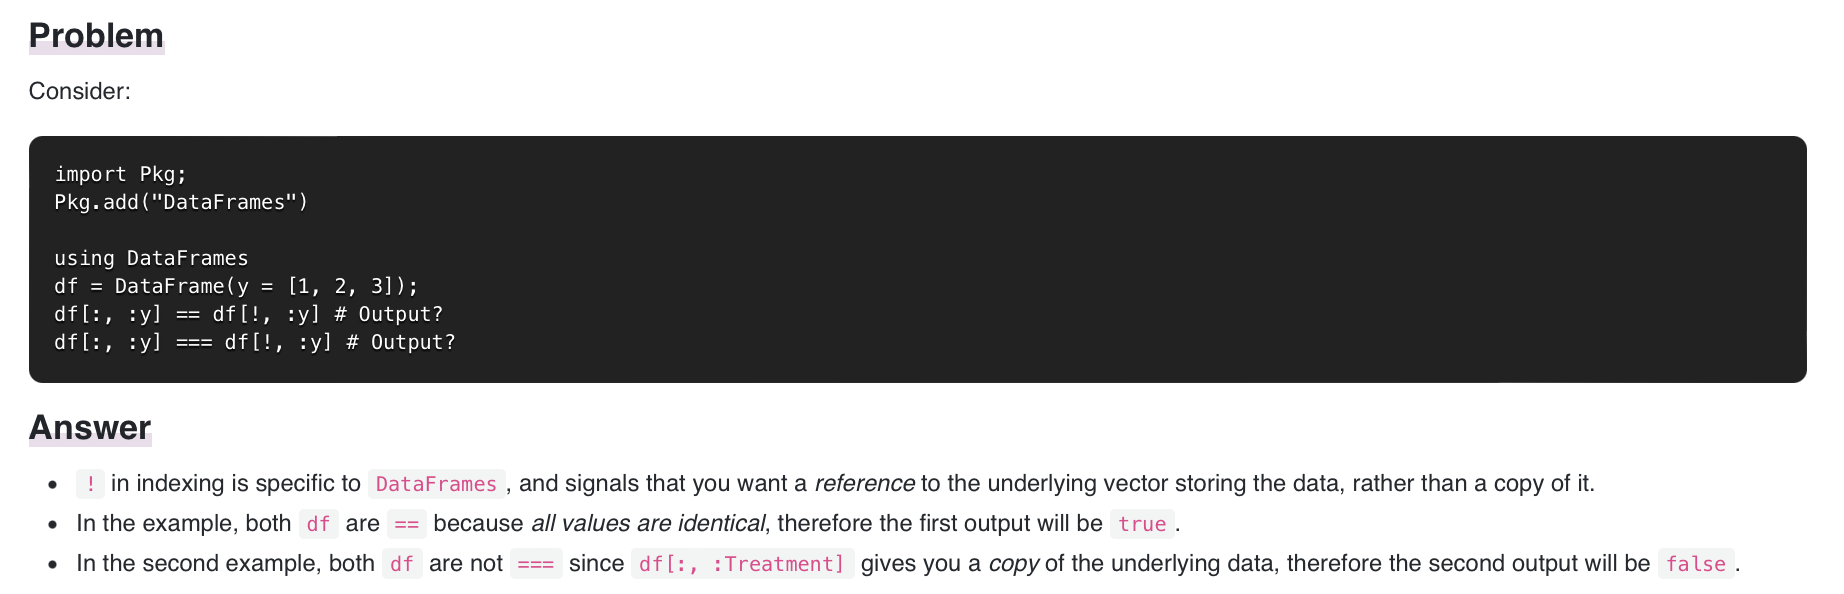 Problem
Consider:
import Pkg;
Pkg.add("DataFrames")
using DataFrames
df = DataFrame(y = [1, 2, 3]);
df[:, :y] == df[!, :y] # Output?
df[:, :y] === df[!, :y] # Output?
Answer
• ! in indexing is specific to DataFrames , and signals that you want a reference to the underlying vector storing the data, rather than a copy of it.
• In the example, both df are == because all values are identical, therefore the first output will be true .
• In the second example, both df are not === since df[:, :Treatment] gives you a copy of the underlying data, therefore the second output will be false .